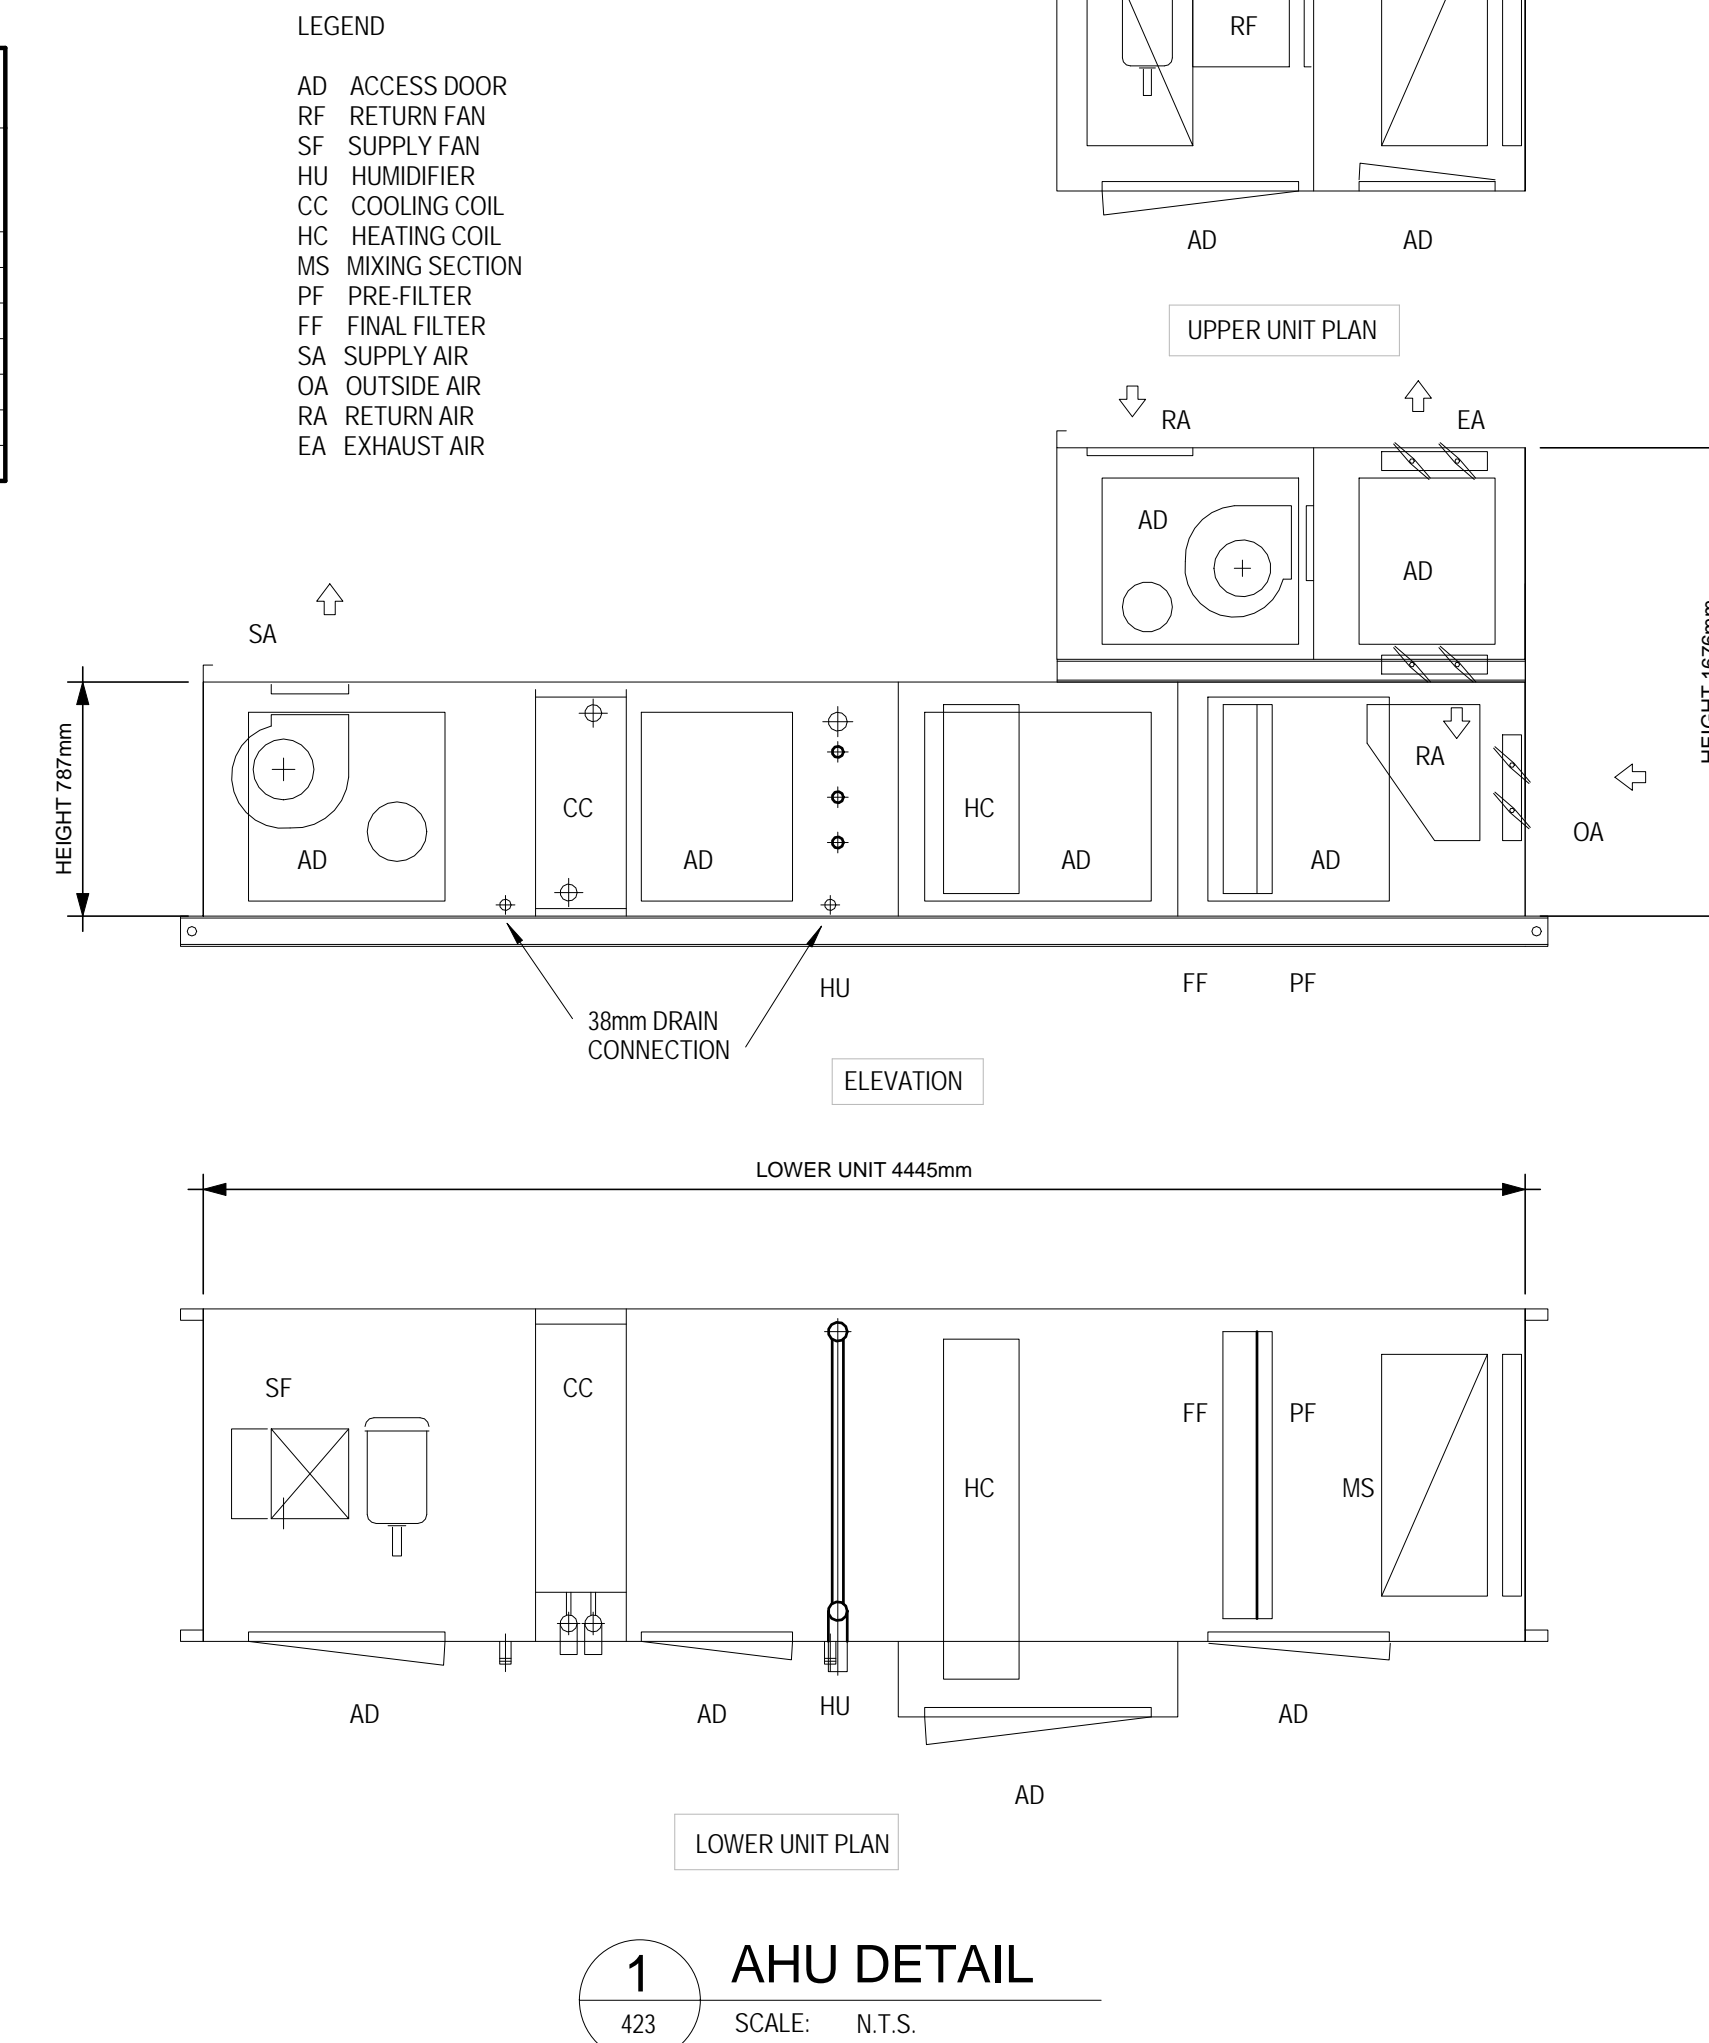 LEGEND
AD ACCESS DOOR
RF RETURN FAN
SF SUPPLY FAN
HU HUMIDIFIER
CC COOLING COIL
HC HEATING COIL
MS MIXING SECTION
PF PRE-FILTER
FF FINAL FILTER
SA SUPPLY AIR
OA OUTSIDE AIR
RA RETURN AIR
EA EXHAUST AIR
RF
AD AD
UPPER UNIT PLAN
RA EA
AD
AD
SA
HEIGHT 1676mm
HEIGHT 787mm
RA
CC HC
OA
AD AD AD AD
HU FF PF
38mm DRAIN
CONNECTION
ELEVATION
LOWER UNIT 4445mm
SF CC
FF PF
HC MS
AD AD HU AD
AD
LOWER UNIT PLAN
1 AHU DETAIL
423 SCALE: N.T.S.